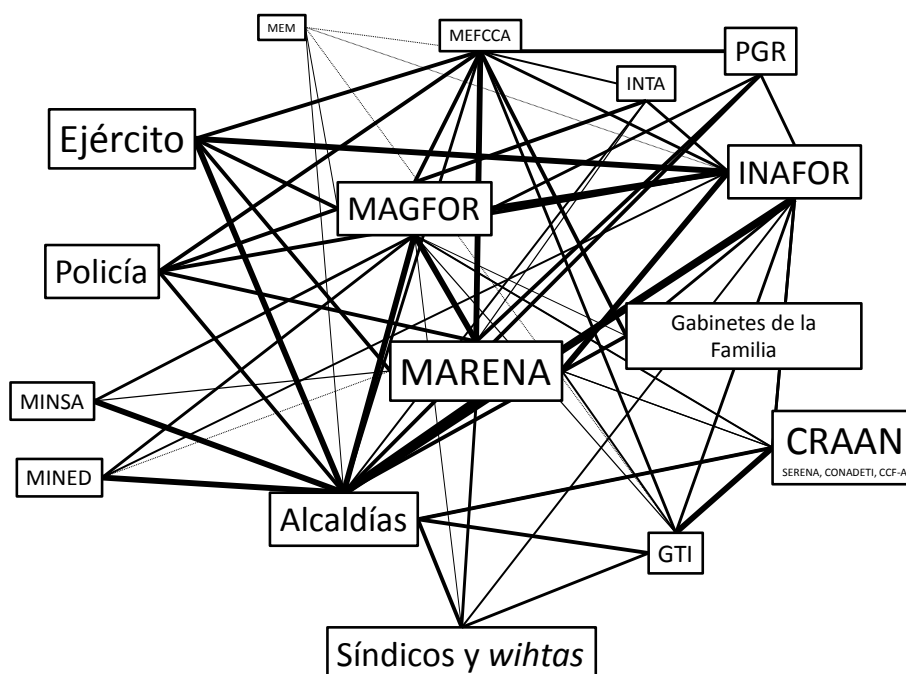 MEM
MEFCCA
PGR
INTA
Ejército
INAFOR
MAGFOR
Policía
Gabinetes de la
Familia
MARENA
MINSA
CRAAN
SERENA, CONADETI, CCF-A
MINED
Alcaldías
GTI
Síndicos y wihtas